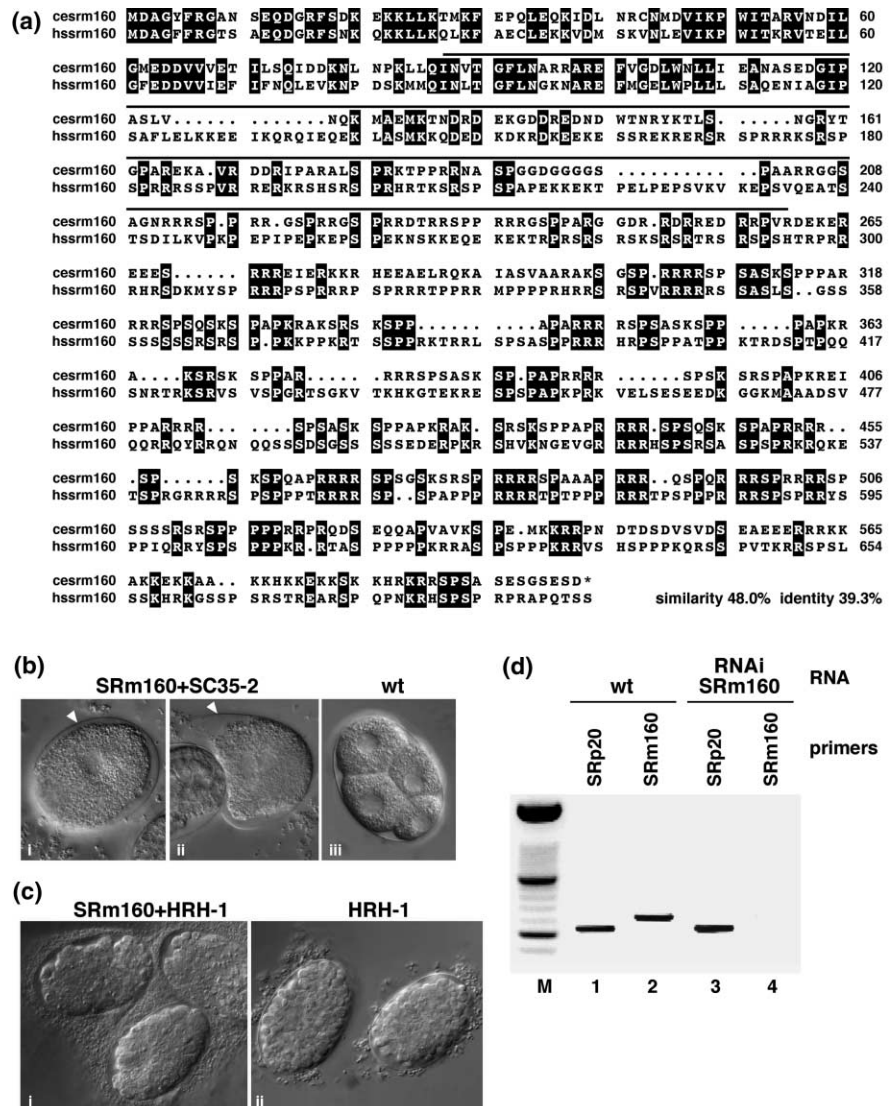 (a)
cesrm160 MDAGYFRGAN SEQDGRFSDK EKKLLKTMKF EPQLEQKIDL NRCNMDVIKP WITARVNDIL 60
hssrm160 MDAGFFRGTS AEQDGRFSNK QKKLLKQLKF AECLEKKVDM SKVNLEVIKP WITKRVTEIL 60
cesrm160 GMEDDVVVET ILSQIDDKNL NPKLLQINVT GFLNARRARE FVGDLWNLLI EANASEDGIP 120
hssrm160 GFEDDVVIEF IFNQLEVKNP DSKMMQINLT GFLNGKNARE FMGELWPLLL SAQENIAGIP 120
cesrm160 ASLV...... .......NQK MAEMKTNDRD EKGDDREDNW WTNRYKTLS. .....NGRYT 161
hssrm160 SAFLELKKEE IKQRQIEQEK LASMKKQDED KDKRDKEEKE SSREKRERSR SPRRRKSRSP 180
cesrm160 GPAREKA.VR DDRIPARALS PRKTPPRRNA SPGGDGGGGS .......... PAARRGGS 208
hssrm160 SPRRRSSPVR RERKRSHSRS PRHRTKSRSP SPAPEKKEKT PELPEPSVKV KEPSVQEATS 240
cesrm160 AGNRRRSP.P RR.GSPRRGS PRRDTRRSPP RRRGSPPARG GDR.RDRRED RRPVRDEKER 265
hssrm160 TSDILKVPKP EPIPEPKEPS PEKNSKKEQE KEKTRPRSRS RSKSRSRTRS RSPSHTRPRR 300
cesrm160 EEES...... RRREIERKKR HEEAELRQKA IASVAARAKS GSP.RRRRSP SASKSPPPAR 318
hssrm160 RHRSDKMYSP RRRPSPRRRP SPRRRTPPRR MPPPPRHRRS RSPVRRRRRS SASLS..GSS 358
cesrm160 RRRSPSQSKS PAPKRAKSRS KSPP...... ....APARRR RSPSASKSPP .....PAPKR 363
hssrm160 SSSSSSRSRS P.PKKPPKRT SSPPRKTRRL SPSASPPRRR HRPSPPATPP KTRDSPTPQQ 417
cesrm160 A....KSRSK SPPAR..... .RRRSPSASK SP.PAPRRRR .....SPSK SRSPAPKREI 406
hssrm160 SNRTRKSRVS VSPGRTSGKV TKHKGTEKRE SPSPAPKPRK VELSESEEDK GGKMAAADSV 477
cesrm160 PPARRRR... ....SPSASK SPPAPKRAK. SRSKSPPAPR RRR.SPSQSK SPAPRRRR.. 455
hssrm160 QQRRQYRRQN QQSSSDSGSS SSSEDERPKR SHVKNGEVGR RRRHSPSRSA SPSPRKRQKE 537
cesrm160 .SP......S KSPQAPRRRR SPSGSKSRSP RRRRSPAAAP RRR..QSPQR RRSPRRRRRS 506
hssrm160 TSPRGRRRRS PSPPPTRRRR SP..SPAPPP RRRRTPTPPP RRRTPSPPPR RRSPSPRRYS 595
cesrm160 SSSSRSRSPP PPPRRPRQDS EQQAPVAVKS PE.MKKRRPN DTDSDVSVDS EAEEERRRKK 565
hssrm160 PPIQRRYSPS PPPKR.RTAS PPPPPKRRAS PSPPPKRRVS HSPPPKQRSS PVTKRRSPSL 654
cesrm160 AKKEKKAA.. KKHKKEKKSK KHRKRRSPSA SESGSESD*
hssrm160 SSKHRKGSSP SRSTREARSP QPNKRHSPSP RPRAPQTSS
similarity 48.0% identity 39.3%
(b)
SRm160+SC35-2 wt
i ii iii
(c)
SRm160+HRH-1 HRH-1
i ii
(d)
wt RNAi SRm160 RNA
SRp20 SRm160 SRp20 SRm160 primers
M 1 2 3 4